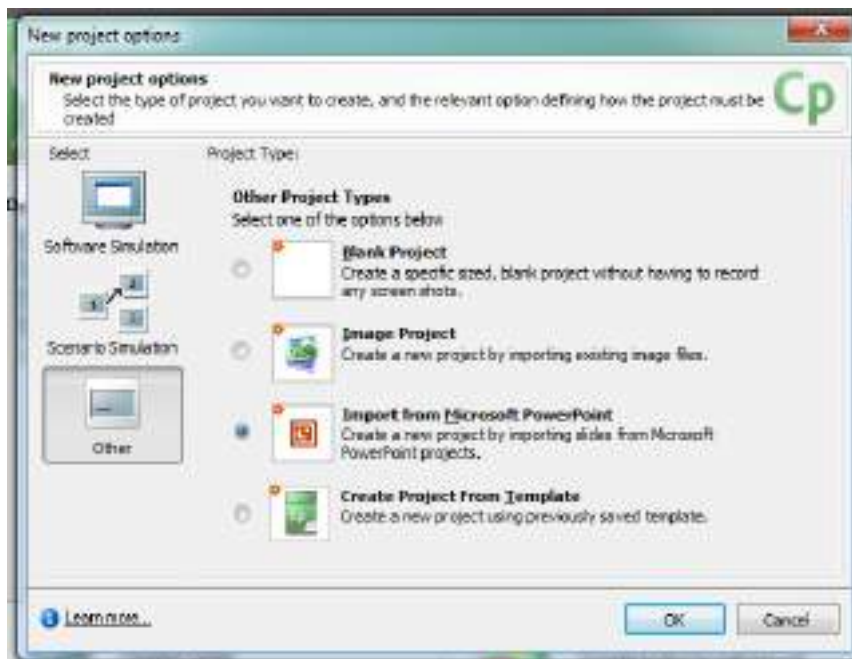 New project options
New project options
Select the type of project you want to create, and the relevant option defining how the project must be
created
Cp
Select
Project Type:
Other Project Types
Select one of the options below
Software Simulation
Blank Project
Create a specific sized, blank project without having to record
any screen shots.
Scenario Simulation
Image Project
Create a new project by importing existing image files.
Other
Import from Microsoft PowerPoint
Create a new project by importing slides from Microsoft
PowerPoint projects.
Create Project From Template
Create a new project using previously saved template.
Learn more...
OK
Cancel